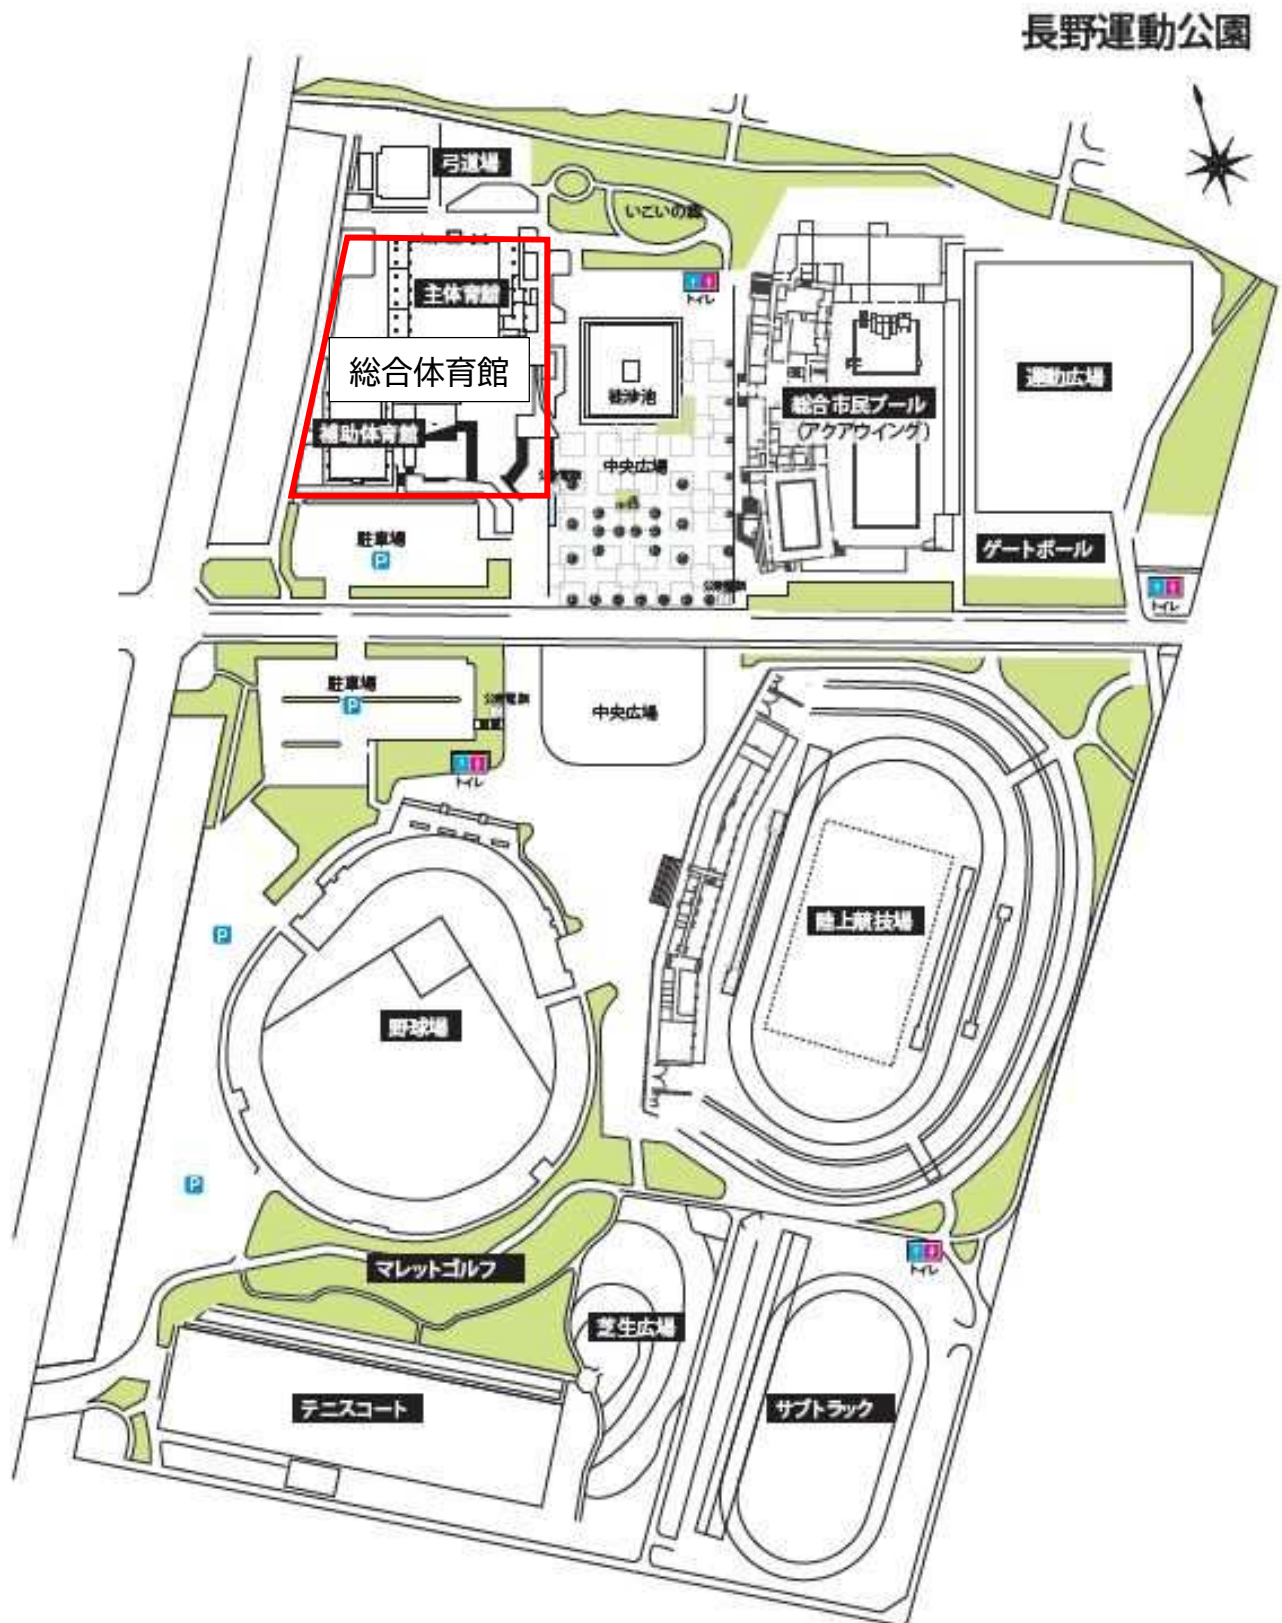 長野運動公園
弓道場
いこいの森
主体育館
トイレ
総合体育館
徒渉池
運動広場
総合市民プール
(アクアウイング)
補助体育館
中央広場
駐車場
P
ゲートボール
トイレ
駐車場
P
中央広場
トイレ
陸上競技場
P
野球場
P
トイレ
マレットゴルフ
芝生広場
テニスコート
サブトラック